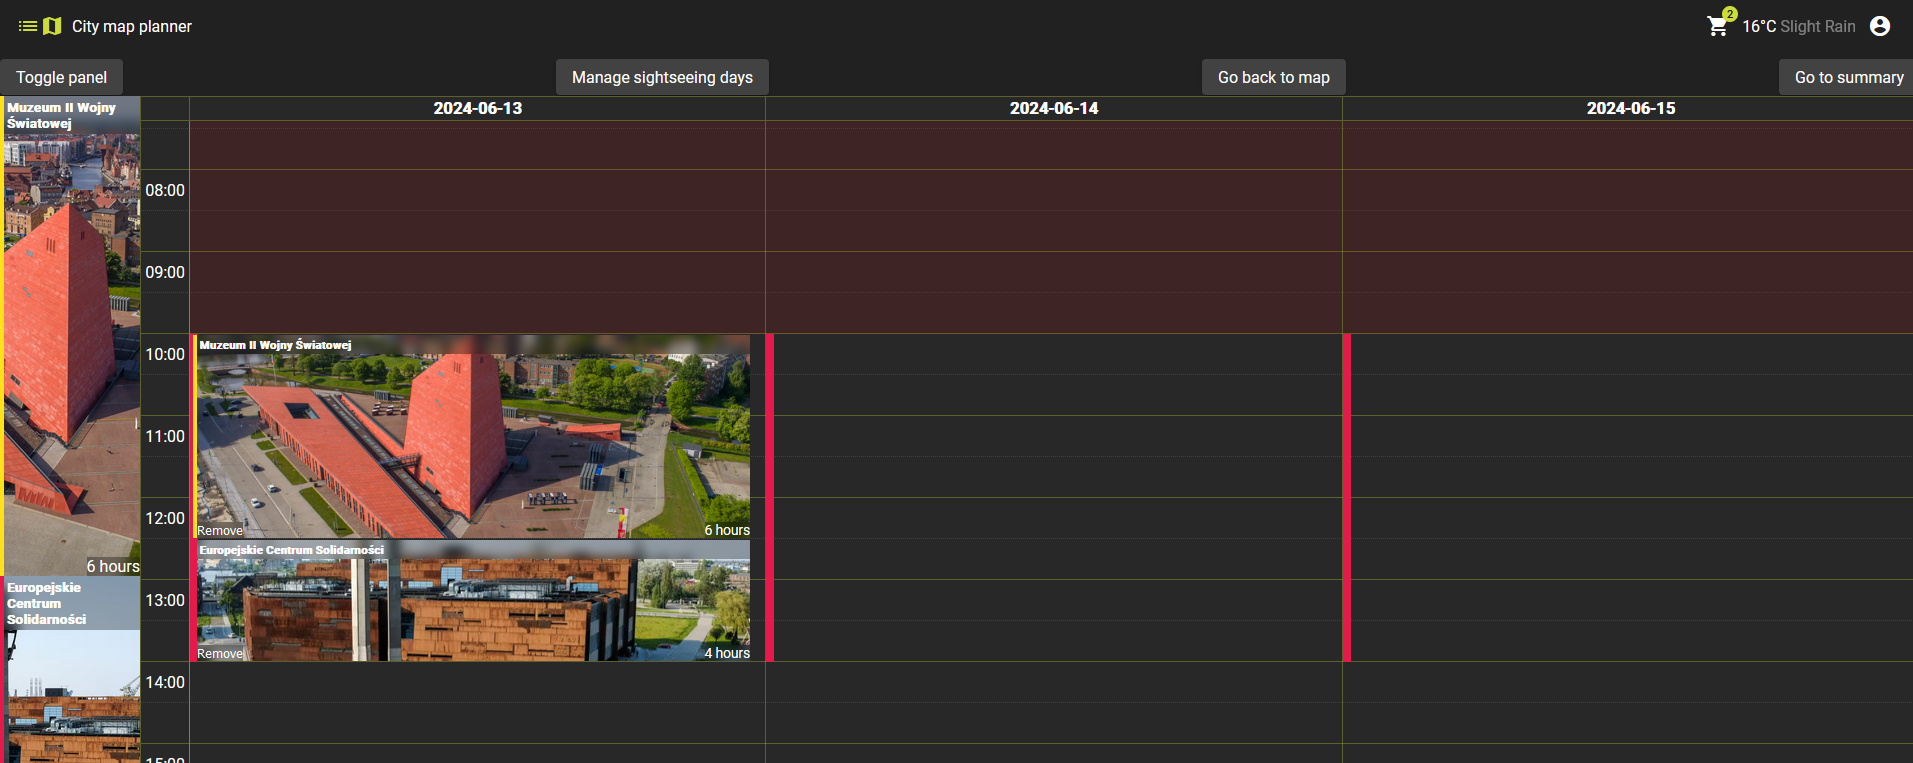 City map planner
2
16°C Slight Rain
Toggle panel
Manage sightseeing days
Go back to map
Go to summary
Muzeum II Wojny
Światowej
6 hours
Europejskie
Centrum
Solidarności
2024-06-13
2024-06-14
2024-06-15
08:00
09:00
10:00
11:00
12:00
13:00
14:00
15:00
Muzeum II Wojny Światowej
Remove
6 hours
Europejskie Centrum Solidarności
Remove
4 hours